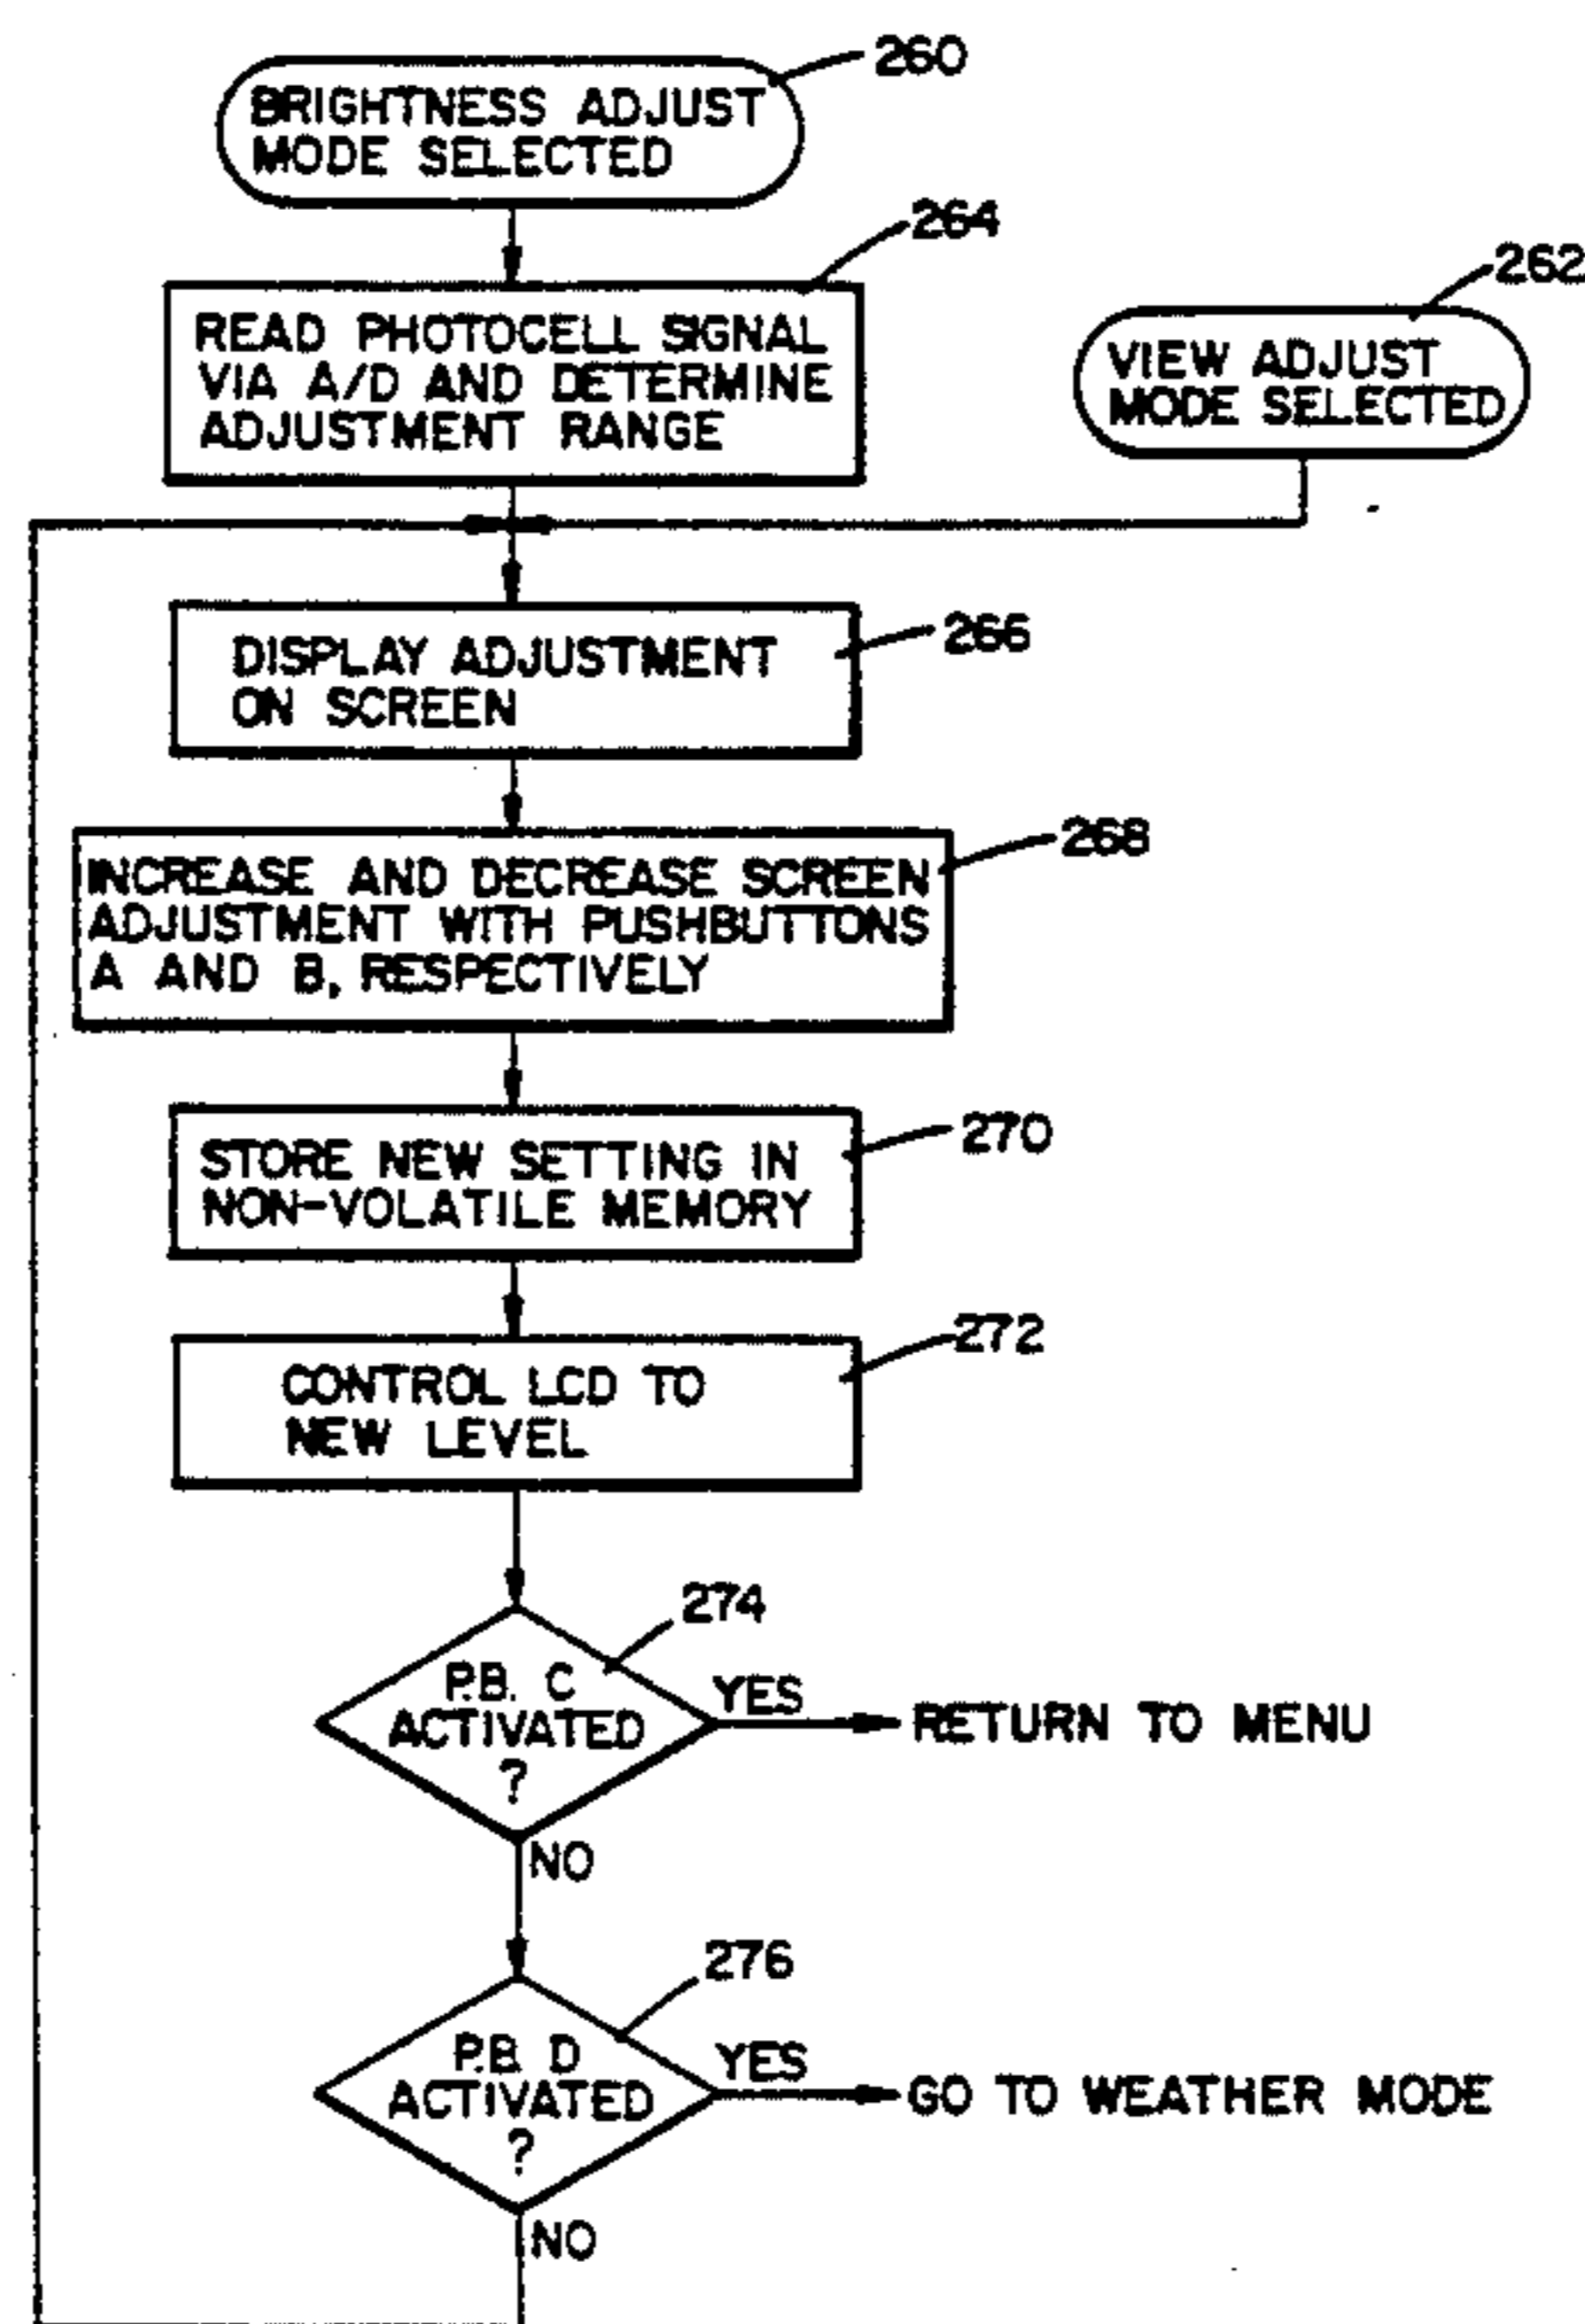 260
BRIGHTNESS ADJUST
MODE SELECTED
264
READ PHOTOCELL SIGNAL
VIA A/D AND DETERMINE
ADJUSTMENT RANGE
262
VIEW ADJUST
MODE SELECTED
266
DISPLAY ADJUSTMENT
ON SCREEN
268
INCREASE AND DECREASE SCREEN
ADJUSTMENT WITH PUSHBUTTONS
A AND B, RESPECTIVELY
270
STORE NEW SETTING IN
NON-VOLATILE MEMORY
272
CONTROL LCD TO
NEW LEVEL
274
P.B. C
ACTIVATED
?
YES
RETURN TO MENU
NO
276
P.B. D
ACTIVATED
?
YES
GO TO WEATHER MODE
NO